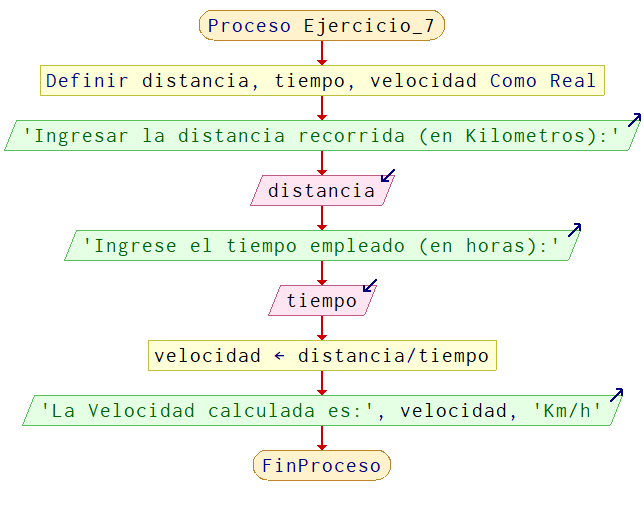 Proceso Ejercicio_7
Definir distancia, tiempo, velocidad Como Real
'Ingresar la distancia recorrida (en Kilometros):'
distancia
'Ingrese el tiempo empleado (en horas):'
tiempo
velocidad ← distancia/tiempo
'La Velocidad calculada es:', velocidad, 'Km/h'
FinProceso